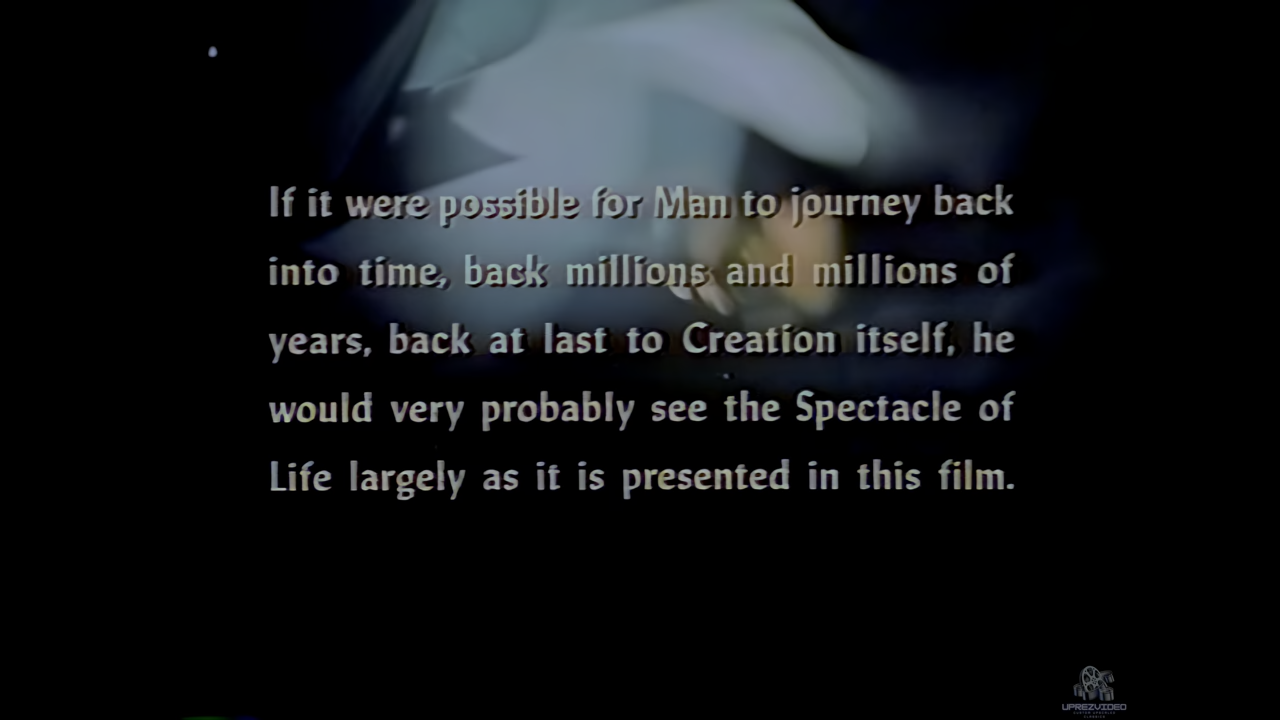 If it were possible for Man to journey back
into time, back millions and millions of
years, back at last to Creation itself, he
would very probably see the Spectacle of
Life largely as it is presented in this film.
UPREZVIDEO